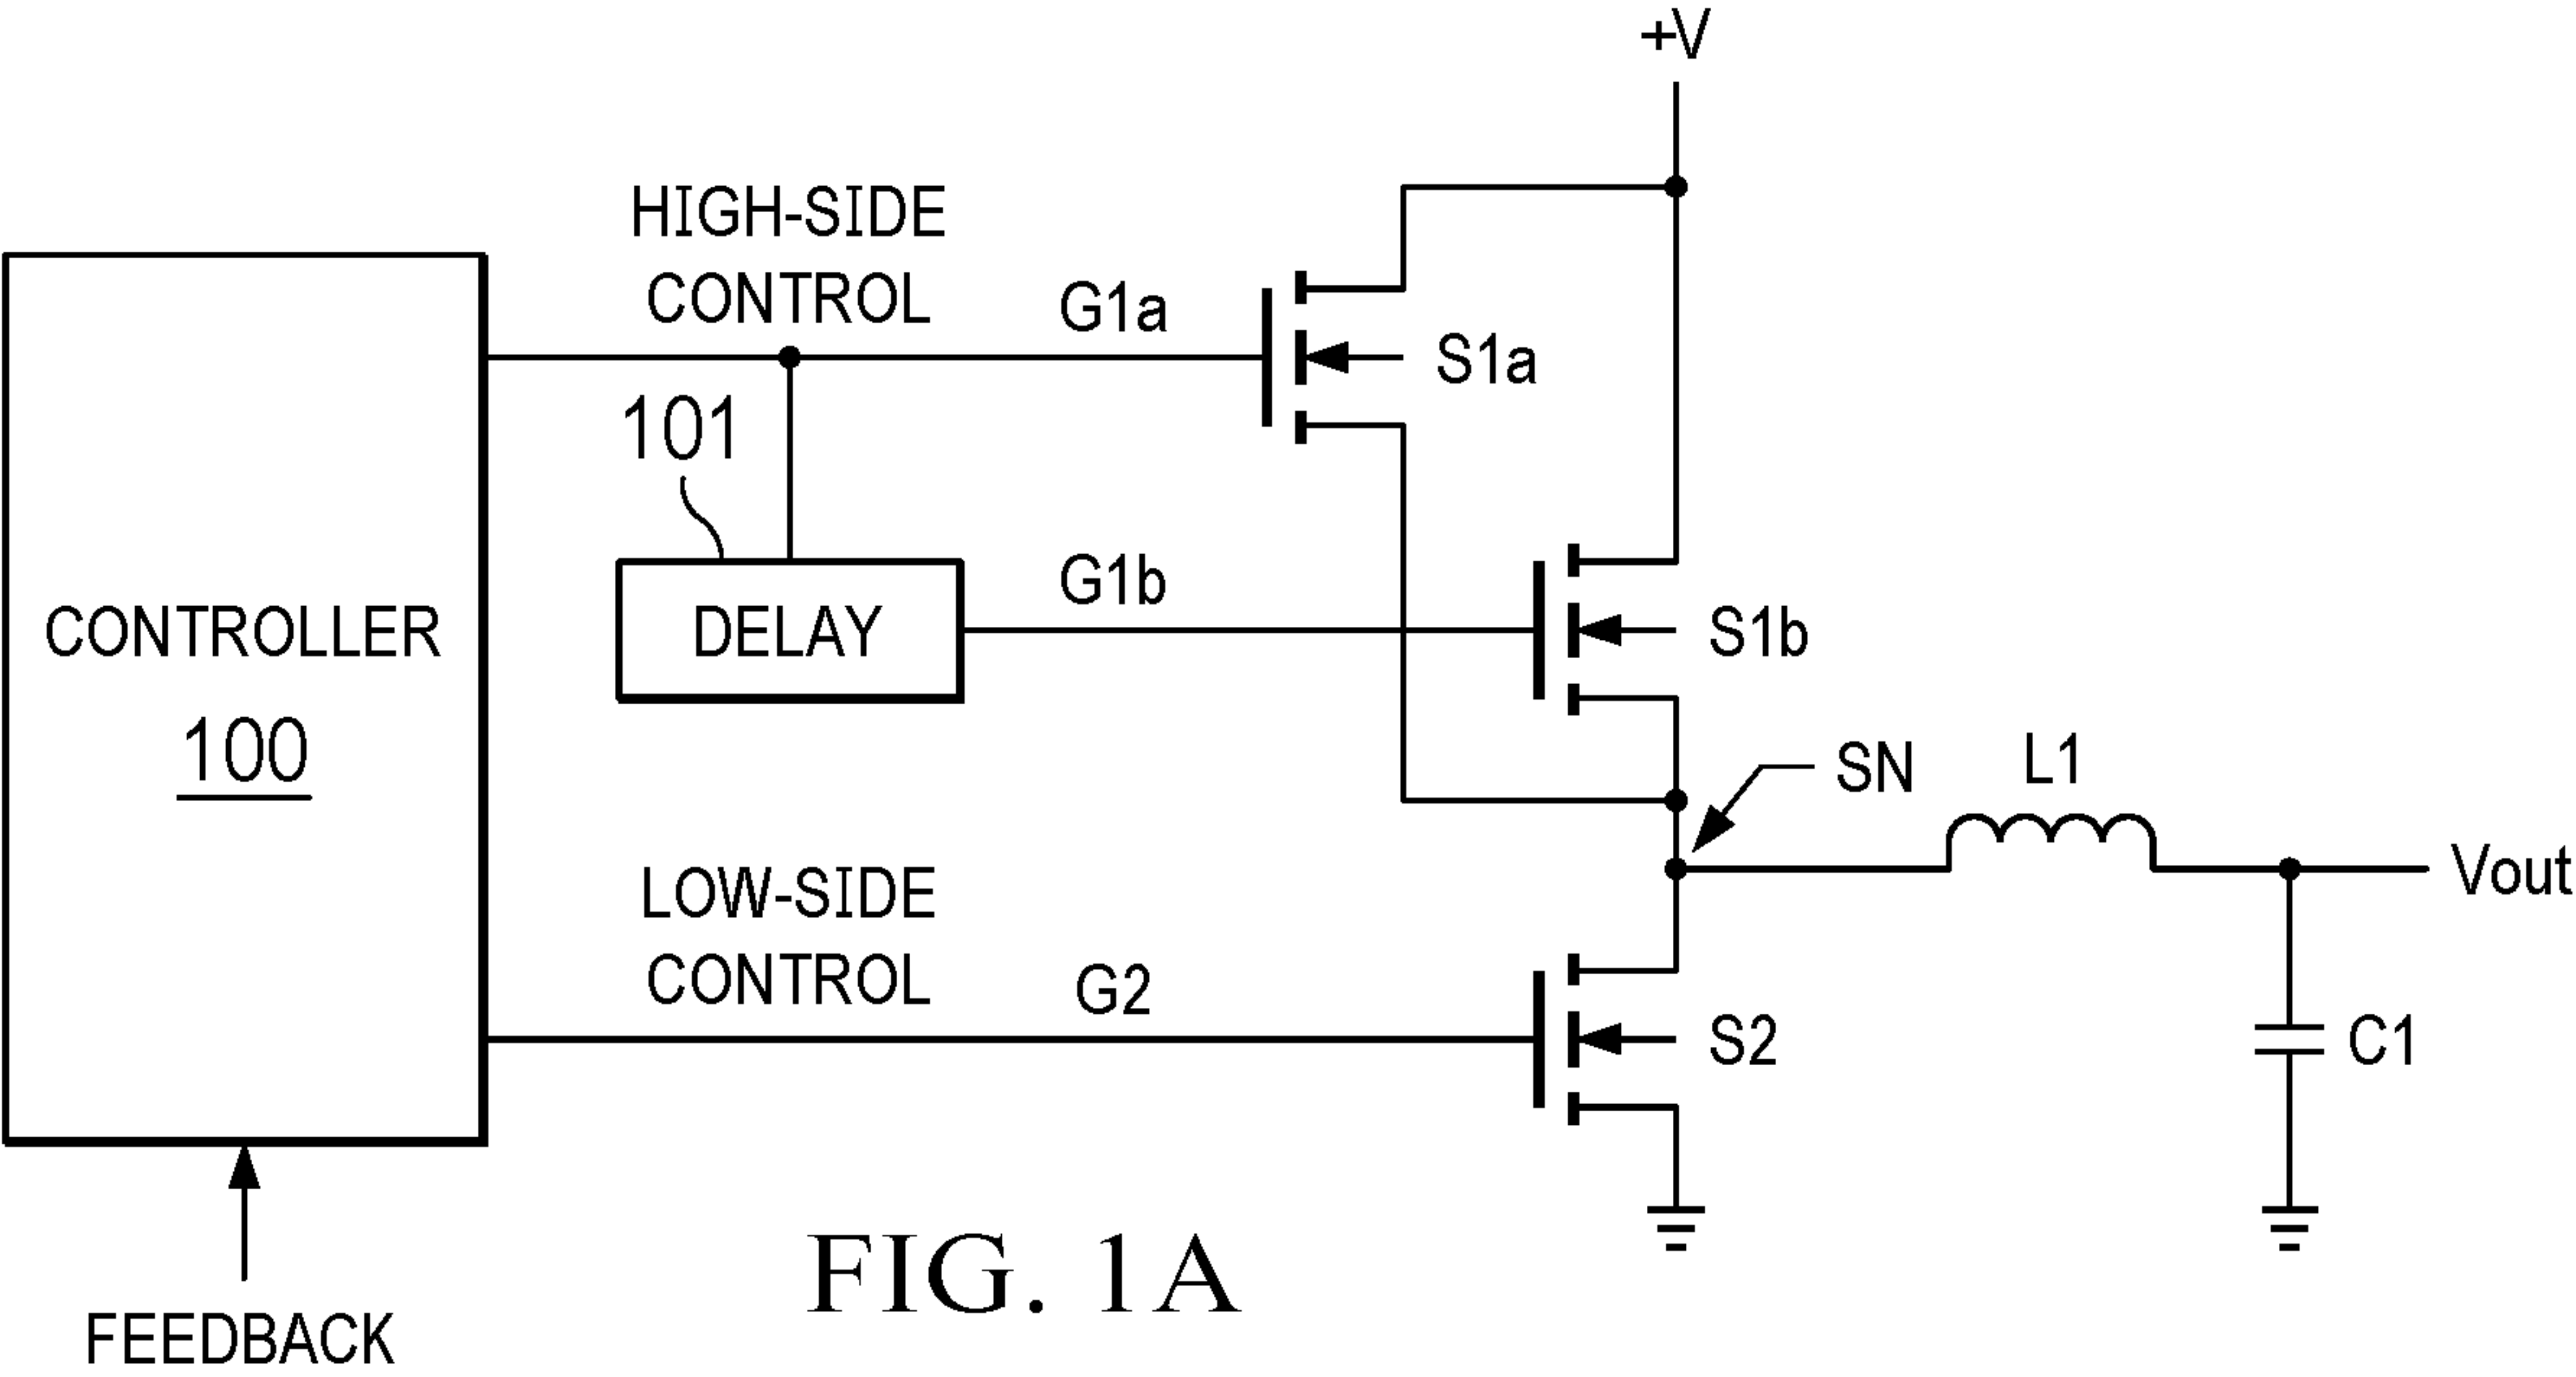 +V
HIGH-SIDE
CONTROL
G1a
S1a
101
CONTROLLER
100
DELAY
G1b
S1b
SN
L1
Vout
LOW-SIDE
CONTROL
G2
S2
C1
FEEDBACK
FIG. 1A